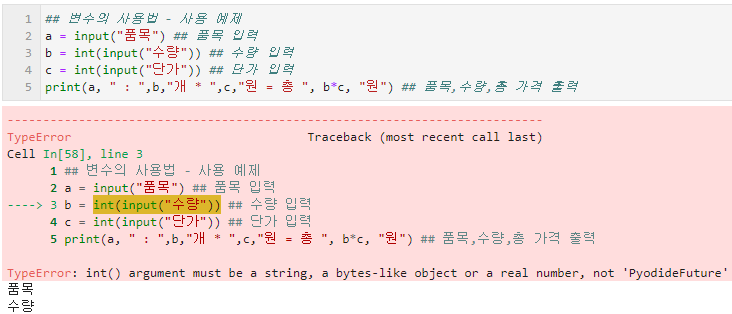 1 ## 변수의 사용법 - 사용 예제
2 a = input("품목") ## 품목 입력
3 b = int(input("수량")) ## 수량 입력
4 c = int(input("단가")) ## 단가 입력
5 print(a, " : ",b,"개 * ",c,"원 = 총 ", b*c, "원") ## 품목,수량,총 가격 출력
---------------------------------------------------------------------------
TypeError                                 Traceback (most recent call last)
Cell In[58], line 3
1 ## 변수의 사용법 - 사용 예제
2 a = input("품목") ## 품목 입력
----> 3 b = int(input("수량")) ## 수량 입력
4 c = int(input("단가")) ## 단가 입력
5 print(a, " : ",b,"개 * ",c,"원 = 총 ", b*c, "원") ## 품목,수량,총 가격 출력
TypeError: int() argument must be a string, a bytes-like object or a real number, not 'PyodideFuture'
품목
수량